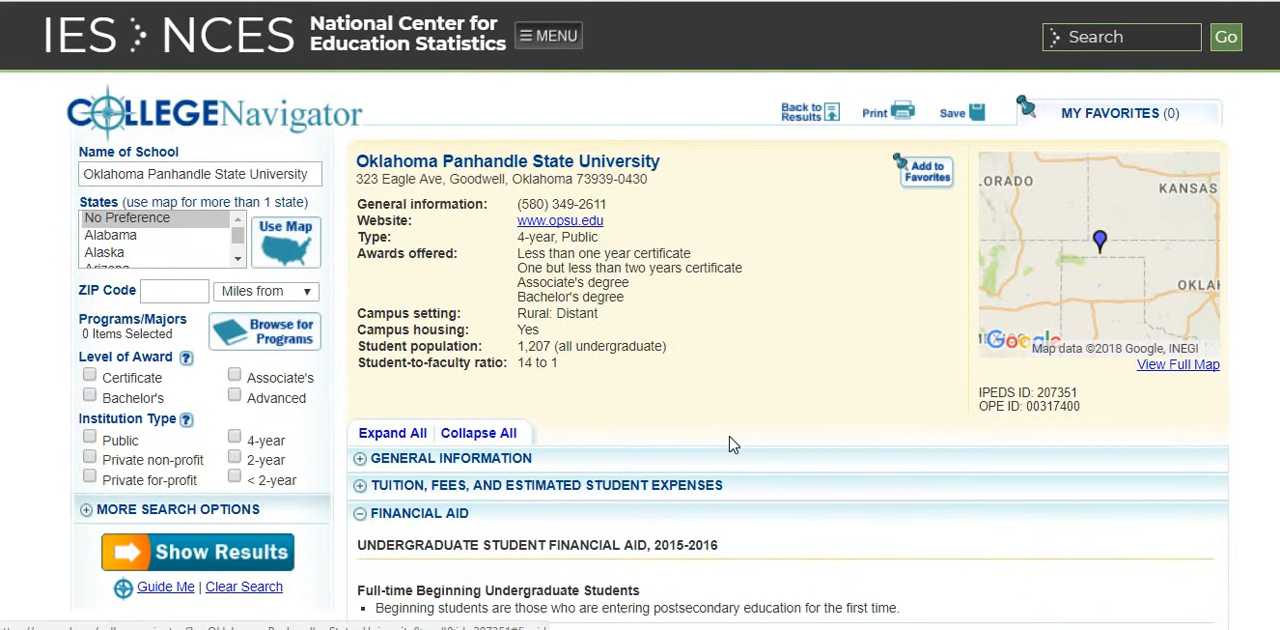 IES NCES National Center for
Education Statistics
☰ MENU
Search
Go
COLLEGE Navigator
Back to
Results
Print
Save
MY FAVORITES (0)
Name of School
Oklahoma Panhandle State University
States (use map for more than 1 state)
No Preference
Alabama
Alaska
Arizona
Use Map
ZIP Code
Miles from
Programs/Majors
0 Items Selected
Browse for
Programs
Level of Award ?
Certificate
Associate's
Bachelor's
Advanced
Institution Type ?
Public
4-year
Private non-profit
2-year
Private for-profit
< 2-year
MORE SEARCH OPTIONS
Show Results
Guide Me | Clear Search
Oklahoma Panhandle State University
323 Eagle Ave, Goodwell, Oklahoma 73939-0430
Add to
Favorites
General information: (580) 349-2611
Website: www.opsu.edu
Type: 4-year, Public
Awards offered: Less than one year certificate
One but less than two years certificate
Associate's degree
Bachelor's degree
Campus setting: Rural: Distant
Campus housing: Yes
Student population: 1,207 (all undergraduate)
Student-to-faculty ratio: 14 to 1
LORADO
KANSAS
OKLA
Google
Map data ©2018 Google, INEGI
View Full Map
IPEDS ID: 207351
OPE ID: 00317400
Expand All
Collapse All
GENERAL INFORMATION
TUITION, FEES, AND ESTIMATED STUDENT EXPENSES
FINANCIAL AID
UNDERGRADUATE STUDENT FINANCIAL AID, 2015-2016
Full-time Beginning Undergraduate Students
▪ Beginning students are those who are entering postsecondary education for the first time.